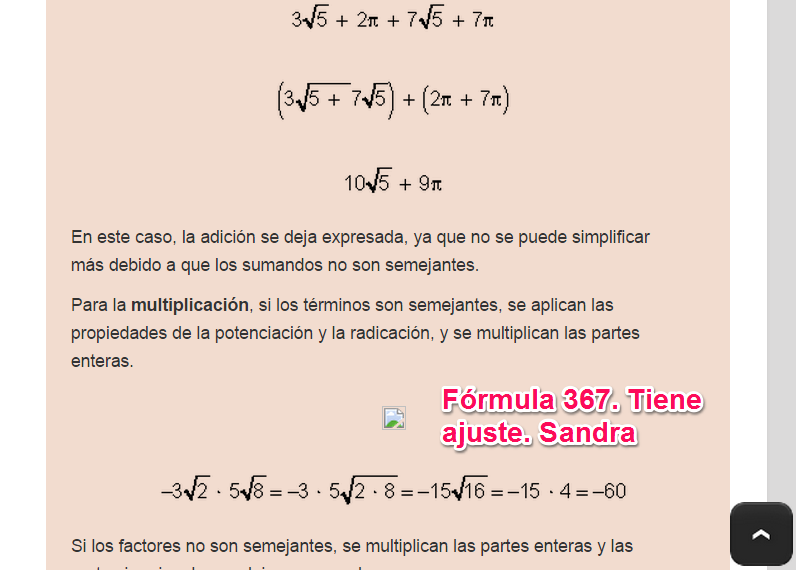 3√5 + 2π + 7√5 + 7π
(3√5 + 7√5) + (2π + 7π)
10√5 + 9π
En este caso, la adición se deja expresada, ya que no se puede simplificar
más debido a que los sumandos no son semejantes.
Para la multiplicación, si los términos son semejantes, se aplican las
propiedades de la potenciación y la radicación, y se multiplican las partes
enteras.
Fórmula 367. Tiene
ajuste. Sandra
–3√2 · 5√8 = –3 · 5√2 · 8 = –15√16 = –15 · 4 = –60
Si los factores no son semejantes, se multiplican las partes enteras y las